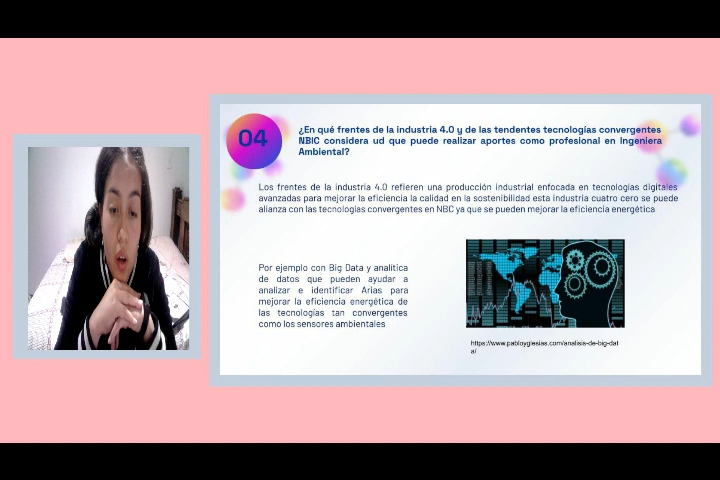 04
¿En qué frentes de la industria 4.0 y de las tendentes tecnologías convergentes
NBIC considera ud que puede realizar aportes como profesional en Ingeniera
Ambiental?
Los frentes de la industria 4.0 refieren una producción industrial enfocada en tecnologías digitales
avanzadas para mejorar la eficiencia la calidad en la sostenibilidad esta industria cuatro cero se puede
alianza con las tecnologías convergentes en NBC ya que se pueden mejorar la eficiencia energética
Por ejemplo con Big Data y analítica
de datos que pueden ayudar a
analizar e identificar Arias para
mejorar la eficiencia energética de
las tecnologías tan convergentes
como los sensores ambientales
https://www.pabloyglesias.com/analisis-de-big-dat
a/